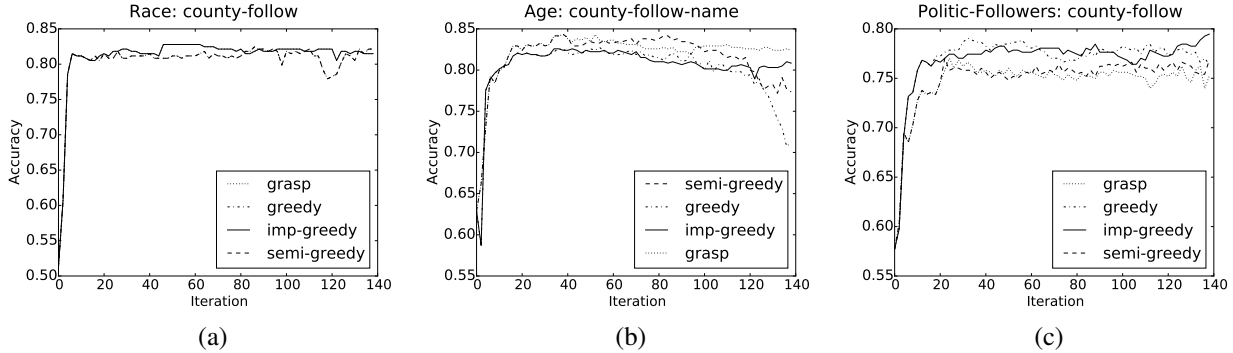 Race: county-follow
0.85
0.80
0.75
0.70
0.65
0.60
0.55
0.50
Accuracy
0 20 40 60 80 100 120 140
Iteration
grasp
greedy
imp-greedy
semi-greedy
(a)
Age: county-follow-name
0.85
0.80
0.75
0.70
0.65
0.60
0.55
Accuracy
0 20 40 60 80 100 120 140
Iteration
semi-greedy
greedy
imp-greedy
grasp
(b)
Politic-Followers: county-follow
0.80
0.75
0.70
0.65
0.60
0.55
Accuracy
0 20 40 60 80 100 120 140
Iteration
grasp
greedy
imp-greedy
semi-greedy
(c)